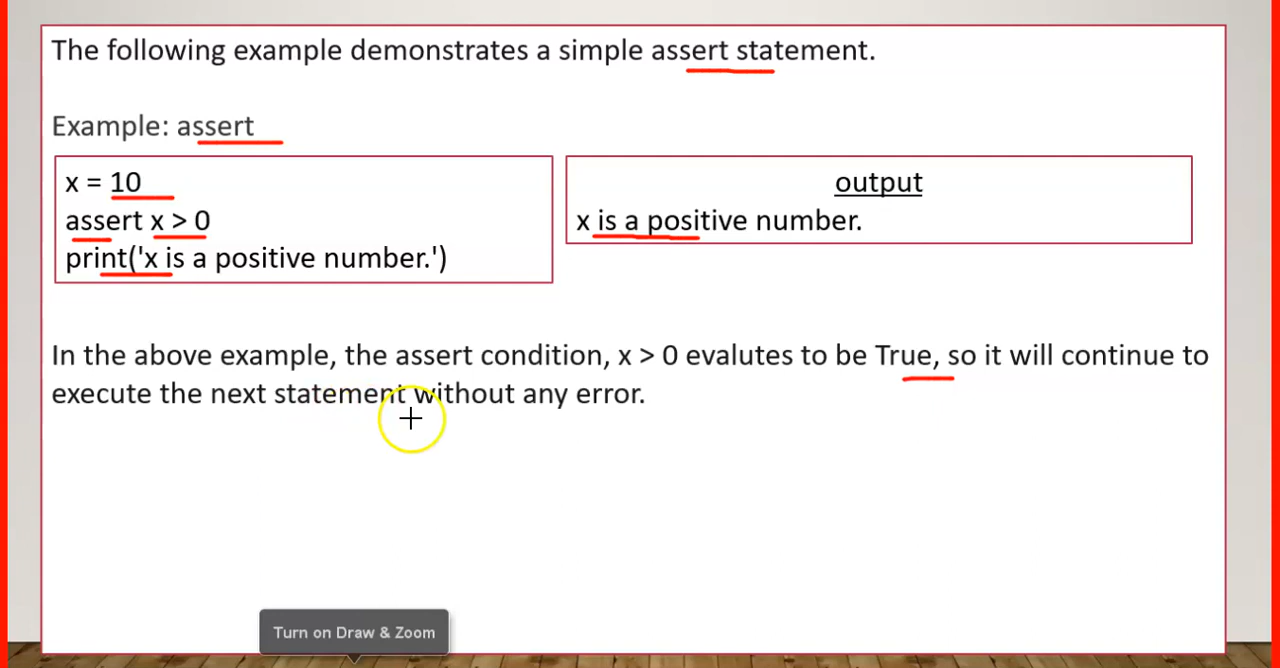 The following example demonstrates a simple assert statement.
Example: assert
x = 10
assert x > 0
print('x is a positive number.')
output
x is a positive number.
In the above example, the assert condition, x > 0 evalutes to be True, so it will continue to
execute the next statement without any error.
Turn on Draw & Zoom